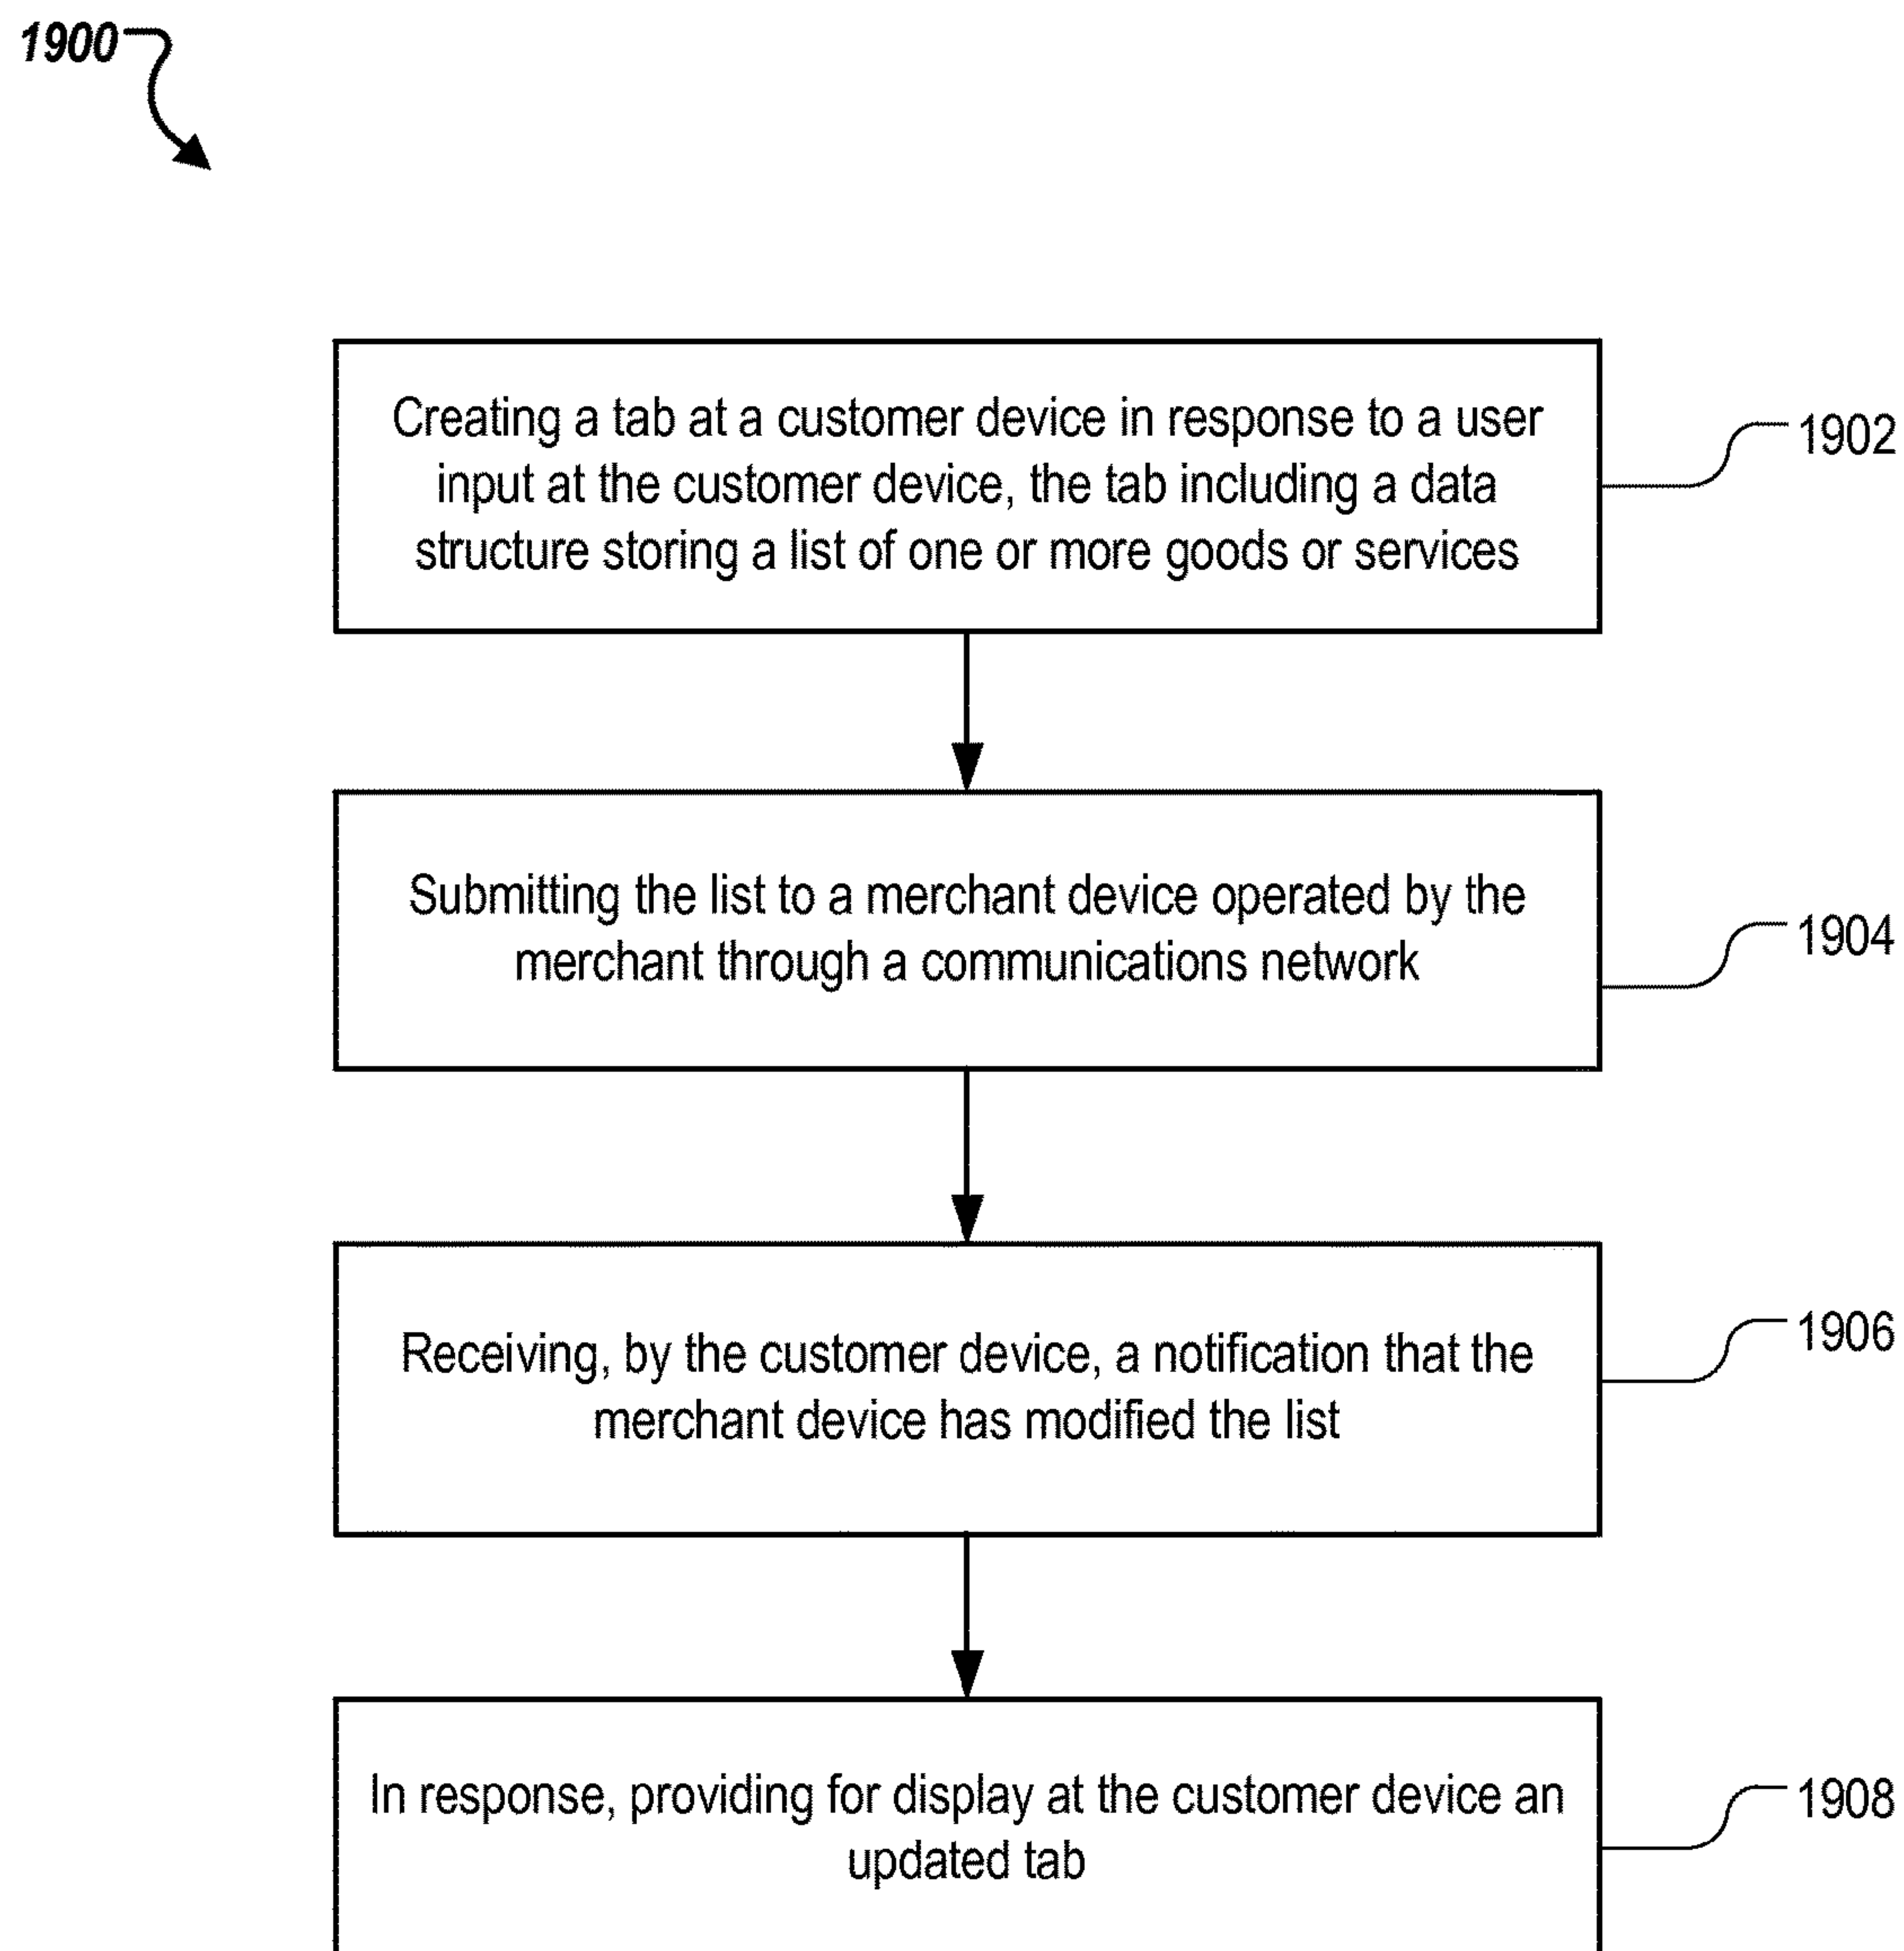 1900
Creating a tab at a customer device in response to a user
input at the customer device, the tab including a data
structure storing a list of one or more goods or services
1902
Submitting the list to a merchant device operated by the
merchant through a communications network
1904
Receiving, by the customer device, a notification that the
merchant device has modified the list
1906
In response, providing for display at the customer device an
updated tab
1908